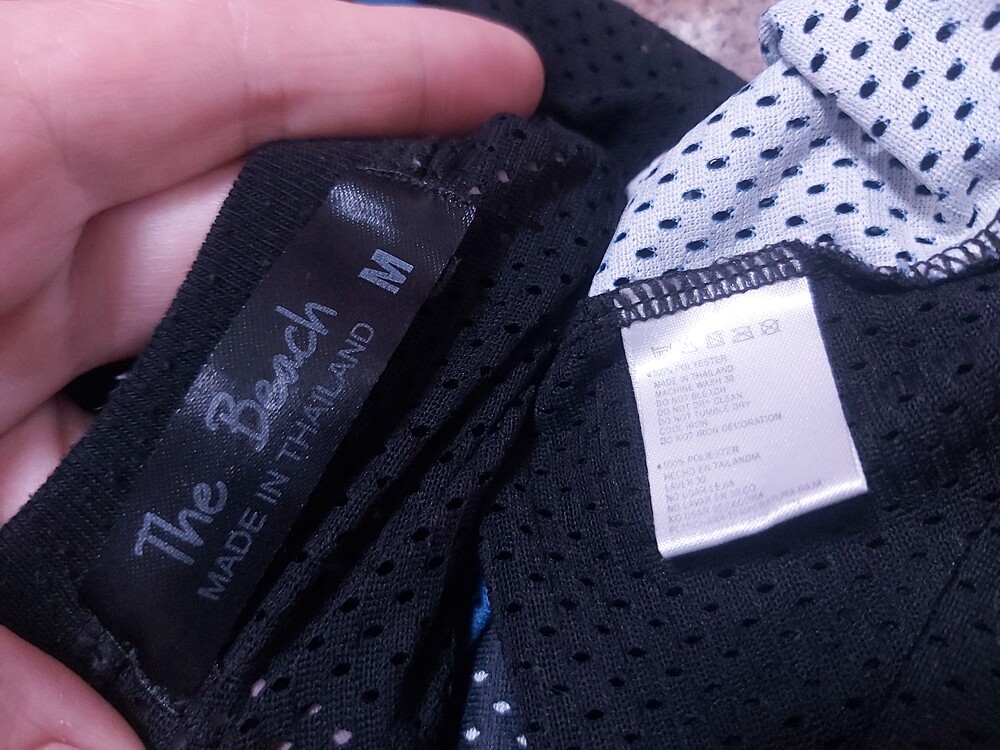 The Beach M
MADE IN THAILAND
•100% POLYESTER
MADE IN THAILAND
MACHINE WASH 30
DO NOT BLEACH
DO NOT DRY CLEAN
DO NOT TUMBLE DRY
COOL IRON
DO NOT IRON DECORATION
•100% POLIESTER
HECHO EN TAILANDIA
LAVER 30
NO USAR LEJIA
NO LAVAR EN SECO